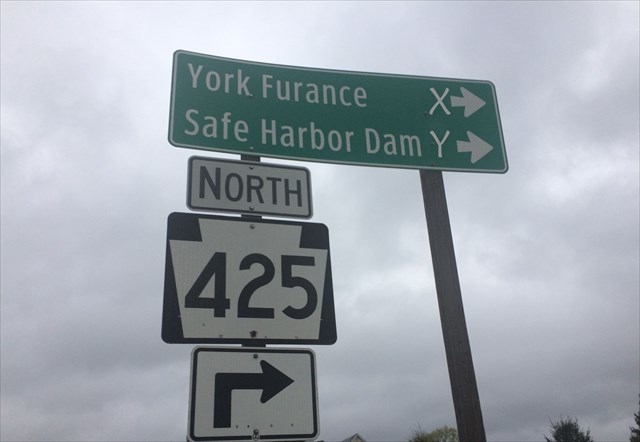 York Furance X
Safe Harbor Dam Y
NORTH
425